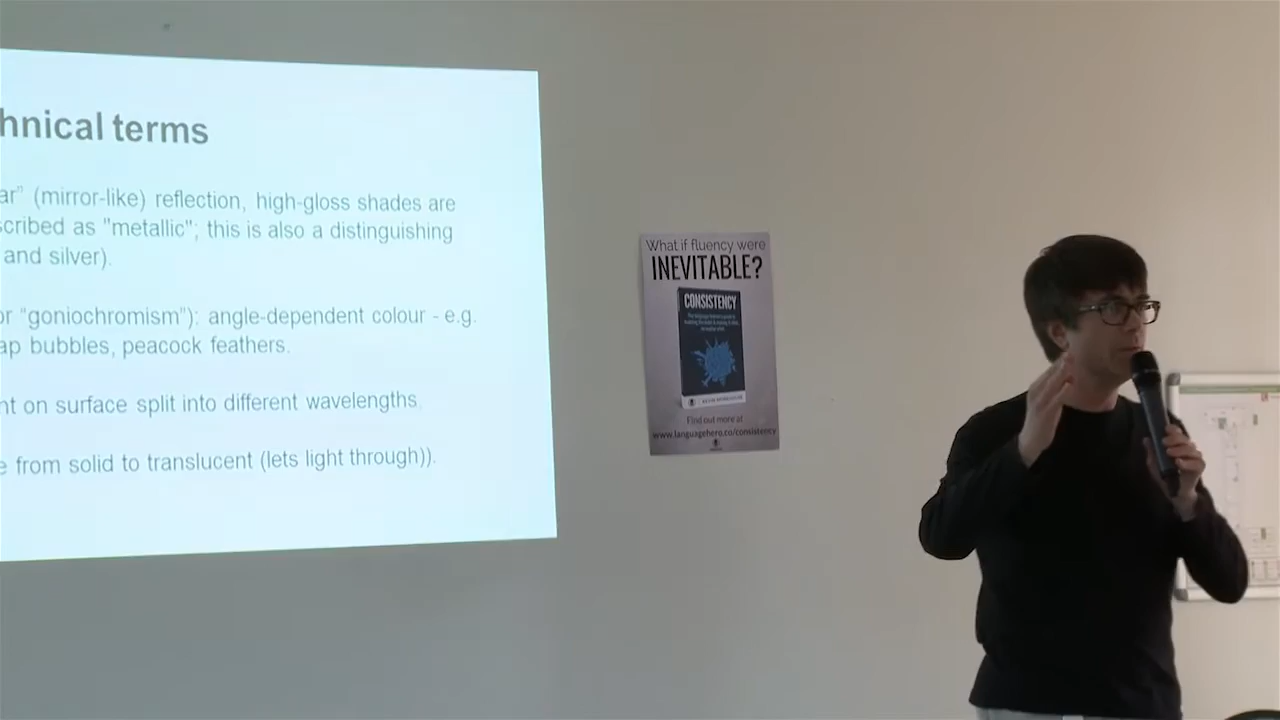 hnical terms
ar" (mirror-like) reflection, high-gloss shades are
scribed as "metallic"; this is also a distinguishing
and silver).
or "goniochromism"): angle-dependent colour - e.g.
ap bubbles, peacock feathers.
nt on surface split into different wavelengths.
e from solid to translucent (lets light through)).
What if fluency were
INEVITABLE?
CONSISTENCY
Find out more at
www.languagehero.co/consistency